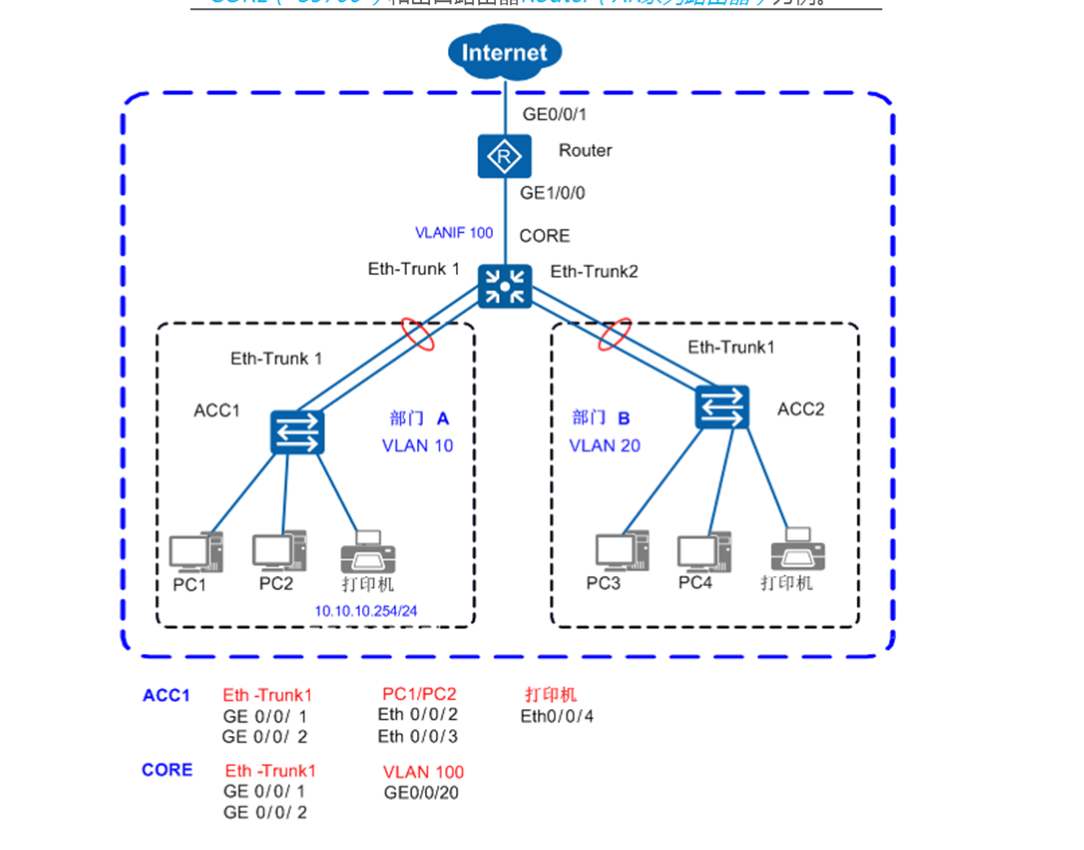 Internet
GE0/0/1
Router
GE1/0/0
VLANIF 100
CORE
Eth-Trunk 1
Eth-Trunk2
Eth-Trunk 1
Eth-Trunk1
ACC1
ACC2
部门 A
VLAN 10
部门 B
VLAN 20
PC1
PC2
打印机
PC3
PC4
打印机
10.10.10.254/24
ACC1 Eth -Trunk1 PC1/PC2 打印机
GE 0/0/ 1 Eth 0/0/2 Eth0/0/4
GE 0/0/ 2 Eth 0/0/3
CORE Eth -Trunk1 VLAN 100
GE 0/0/ 1 GE0/0/20
GE 0/0/ 2